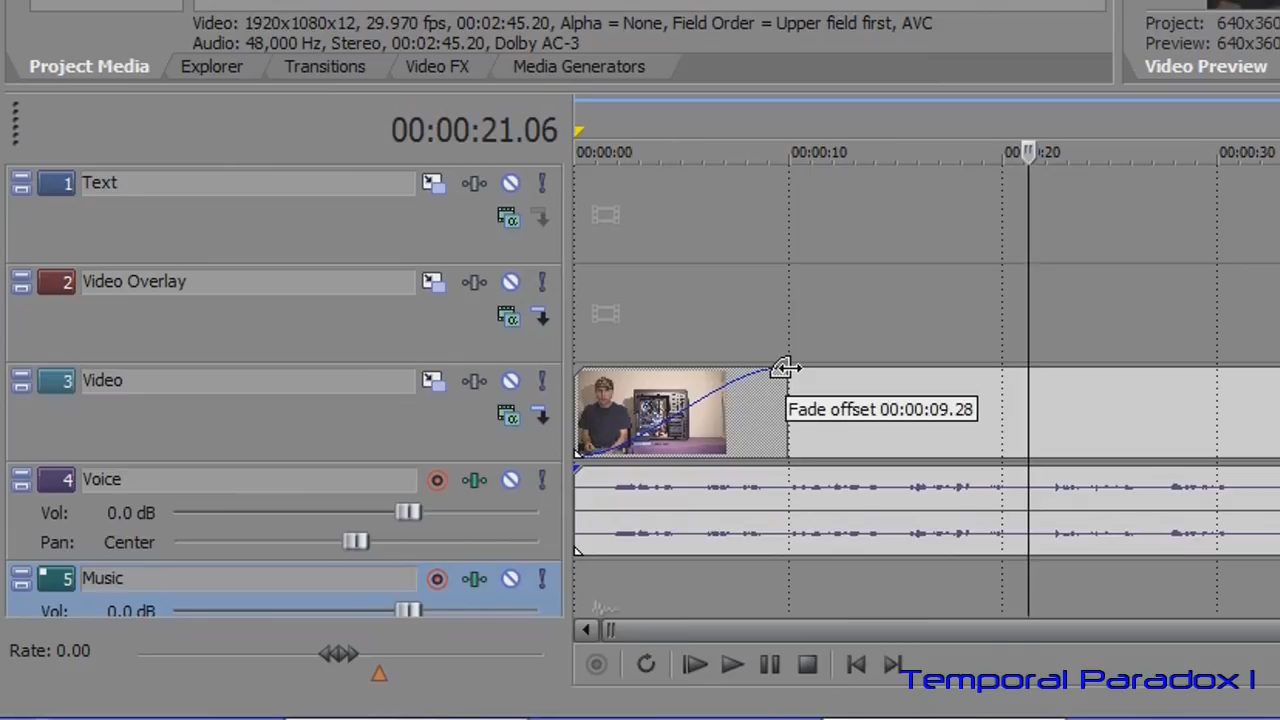 Video: 1920x1080x12, 29.970 fps, 00:02:45.20, Alpha = None, Field Order = Upper field first, AVC
Audio: 48,000 Hz, Stereo, 00:02:45.20, Dolby AC-3
Project: 640x360
Preview: 640x360
Project Media
Explorer
Transitions
Video FX
Media Generators
Video Preview
00:00:21.06
00:00:00
00:00:10
00:00:30
1 Text
2 Video Overlay
3 Video
Fade offset 00:00:09.28
4 Voice
Vol: 0.0 dB
Pan: Center
5 Music
Vol: 0.0 dB
Rate: 0.00
Temporal Paradox I